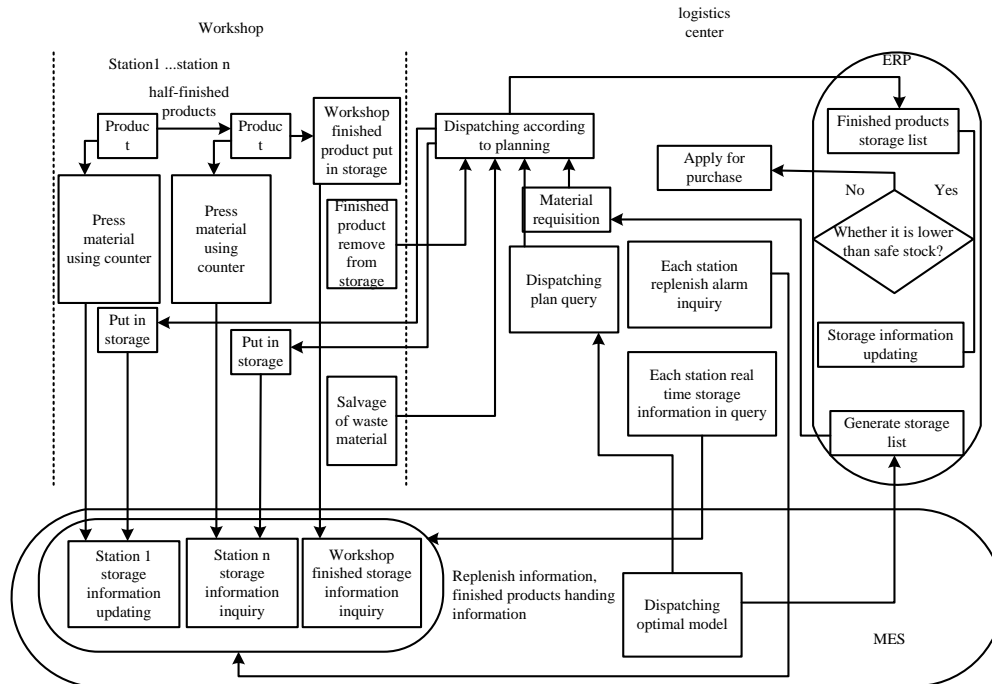 Workshop
logistics
center
Station1 ...station n
half-finished
products
Produc
t
Produc
t
Workshop
finished
product put
in storage
Press
material
using counter
Press
material
using
counter
Finished
product
remove
from
storage
Put in
storage
Put in
storage
Salvage
of waste
material
Dispatching according
to planning
Material
requisition
Dispatching
plan query
Apply for
purchase
Each station
replenish alarm
inquiry
Each station real
time storage
information in query
ERP
Finished products
storage list
No
Yes
Whether it is lower
than safe stock?
Storage information
updating
Generate storage
list
Station 1
storage
information
updating
Station n
storage
information
inquiry
Workshop
finished storage
information
inquiry
Replenish information,
finished products handing
information
Dispatching
optimal model
MES